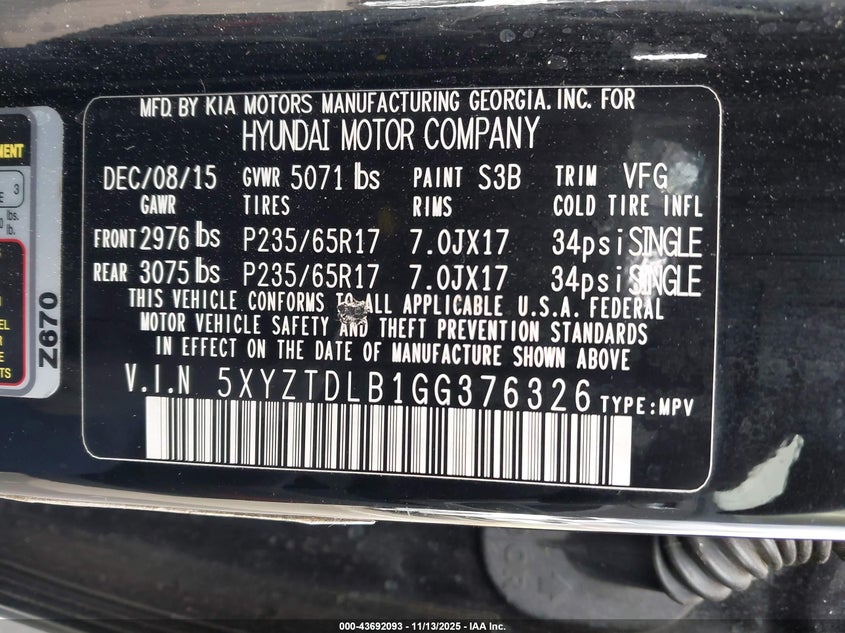 MFD. BY KIA MOTORS MANUFACTURING GEORGIA. INC. FOR
HYUNDAI MOTOR COMPANY
DEC/08/15 GVWR 5071 lbs PAINT S3B TRIM VFG
GAWR TIRES RIMS COLD TIRE INFL
FRONT 2976 lbs P235/65R17 7.0JX17 34psi SINGLE
REAR 3075 lbs P235/65R17 7.0JX17 34psi SINGLE
THIS VEHICLE CONFORMS TO ALL APPLICABLE U.S.A. FEDERAL
MOTOR VEHICLE SAFETY AND THEFT PREVENTION STANDARDS
IN EFFECT ON THE DATE OF MANUFACTURE SHOWN ABOVE
V.I.N 5XYZTDLB1GG376326 TYPE:MPV
3
lbs.
lb.
Z670
000-43692093 - 11/13/2025 - IAA Inc.